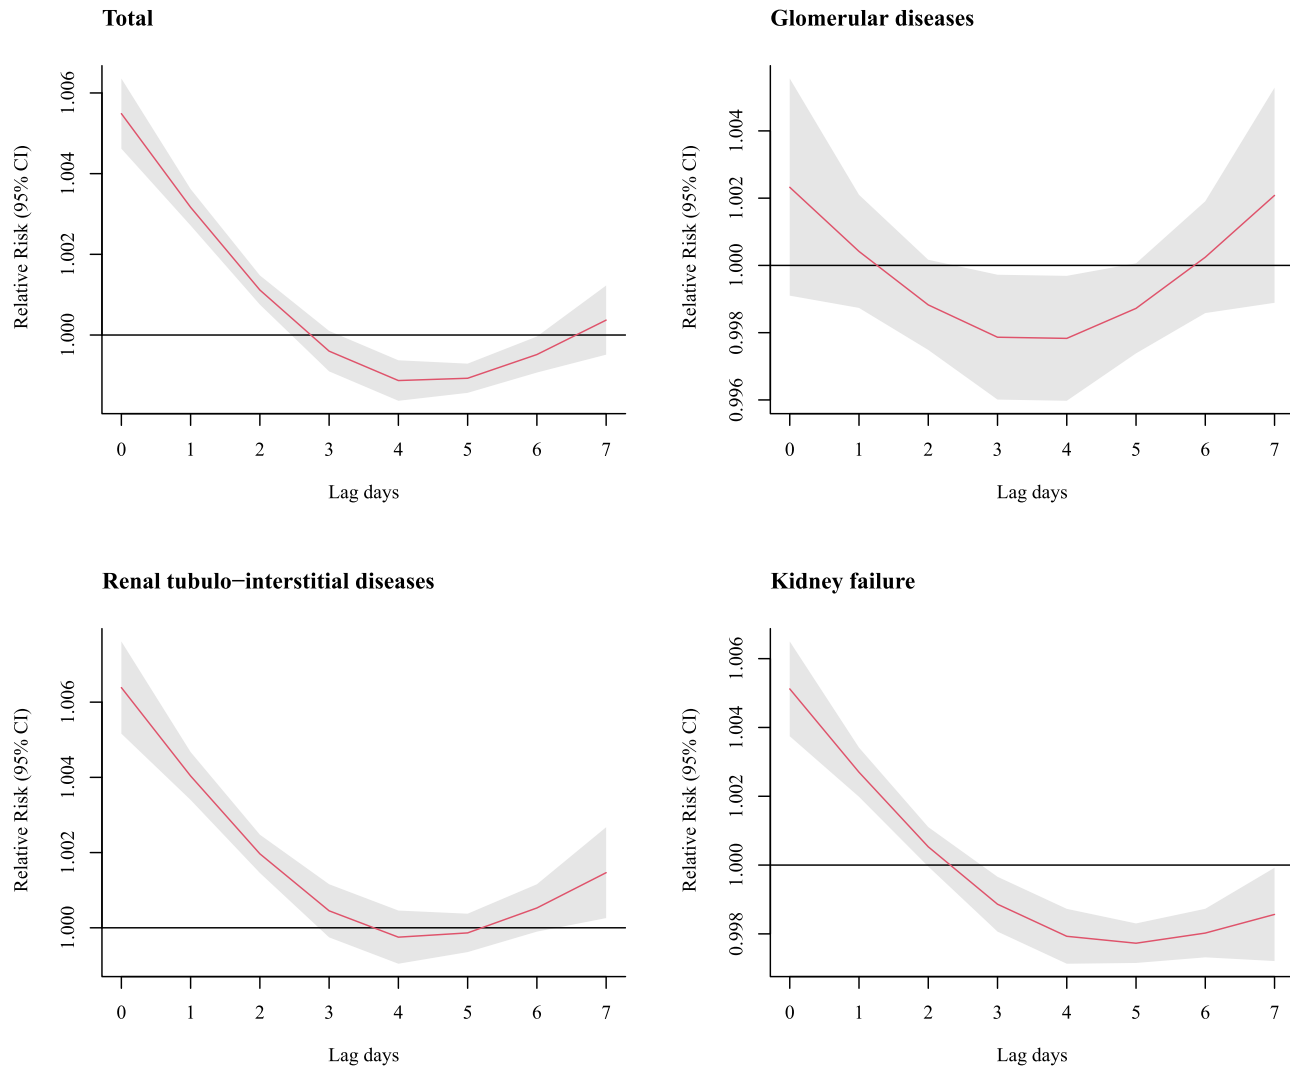 Total
Relative Risk (95% CI)
1.006
1.004
1.002
1.000
0 1 2 3 4 5 6 7
Lag days
Glomerular diseases
Relative Risk (95% CI)
1.004
1.002
1.000
0.998
0.996
0 1 2 3 4 5 6 7
Lag days
Renal tubulo−interstitial diseases
Relative Risk (95% CI)
1.006
1.004
1.002
1.000
0 1 2 3 4 5 6 7
Lag days
Kidney failure
Relative Risk (95% CI)
1.006
1.004
1.002
1.000
0.998
0 1 2 3 4 5 6 7
Lag days